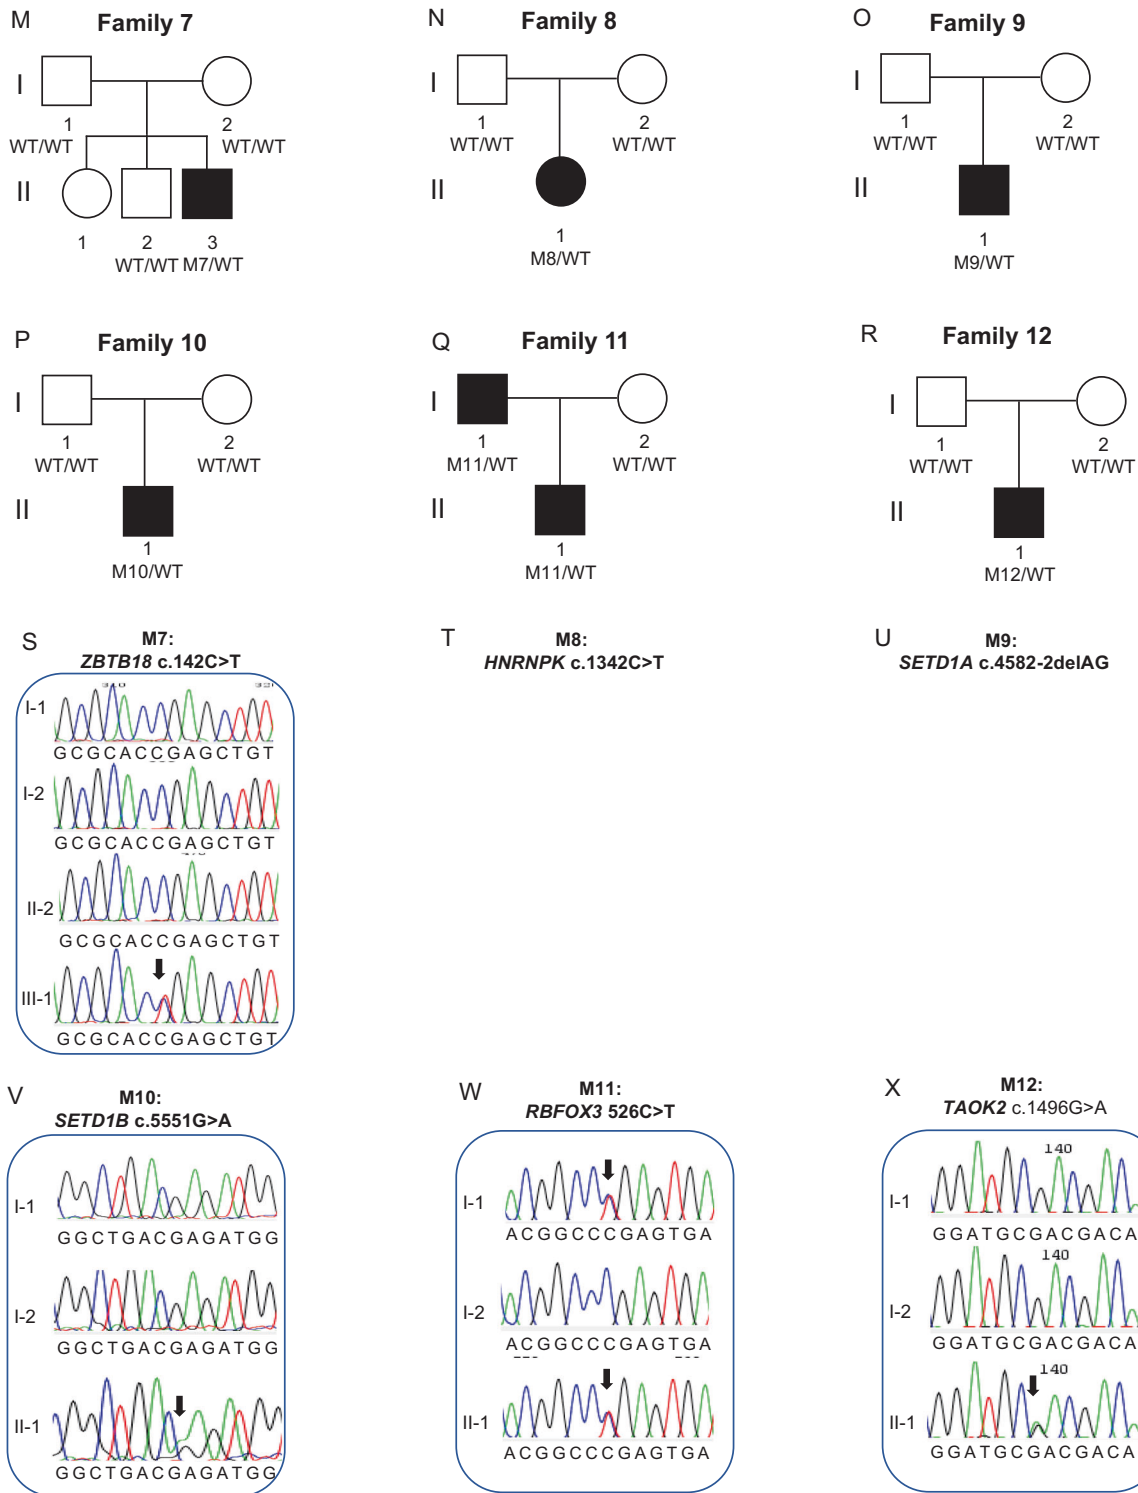 M Family 7
I
1 2
WT/WT WT/WT
II
1 2 3
WT/WT M7/WT
N Family 8
I
1 2
WT/WT WT/WT
II
1
M8/WT
O Family 9
I
1 2
WT/WT WT/WT
II
1
M9/WT
P Family 10
I
1 2
WT/WT WT/WT
II
1
M10/WT
Q Family 11
I
1 2
M11/WT WT/WT
II
1
M11/WT
R Family 12
I
1 2
WT/WT WT/WT
II
1
M12/WT
S M7:
ZBTB18 c.142C>T
I-1
GCGCACCGAGCTGT
I-2
GCGCACCGAGCTGT
II-2
GCGCACCGAGCTGT
III-1
GCGCACCGAGCTGT
T M8:
HNRNPK c.1342C>T
U M9:
SETD1A c.4582-2delAG
V M10:
SETD1B c.5551G>A
I-1
GGCTGACGAGATGG
I-2
GGCTGACGAGATGG
II-1
GGCTGACGAGATGG
W M11:
RBFOX3 526C>T
I-1
ACGGCCCGAGTGA
I-2
ACGGCCCGAGTGA
II-1
ACGGCCCGAGTGA
X M12:
TAOK2 c.1496G>A
140
I-1
GGATGCGACGACA
140
I-2
GGATGCGACGACA
140
II-1
GGATGCGACGACA